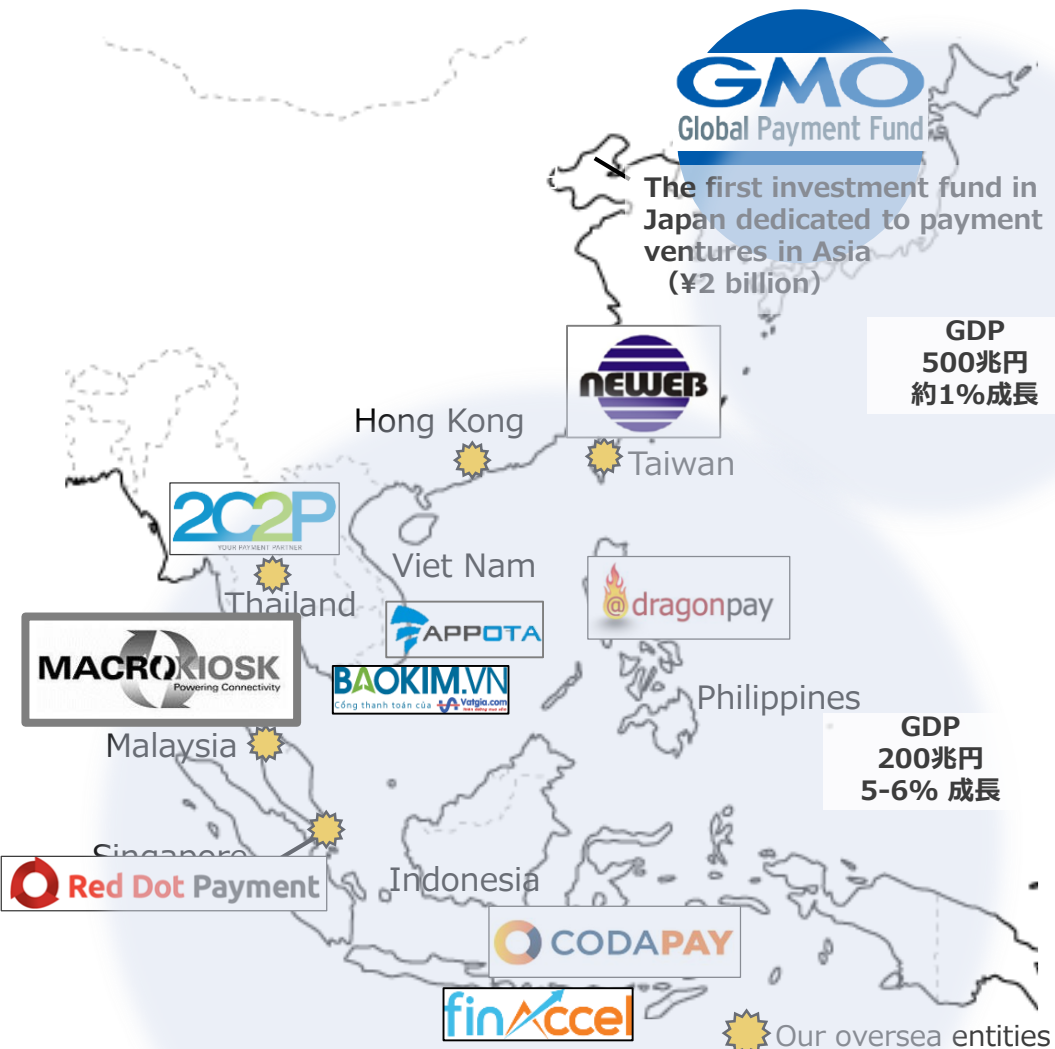 GMO
Global Payment Fund
The first investment fund in
Japan dedicated to payment
ventures in Asia
（¥2 billion）
GDP
500兆円
約1%成長
NEWEB
Hong Kong
Taiwan
2C2P
YOUR PAYMENT PARTNER
Viet Nam
Thailand
@dragonpay
APPOTA
MACROKIOSK
Powering Connectivity
BAOKIM.VN
Cổng thanh toán của Vatgia.com
Philippines
Malaysia
GDP
200兆円
5-6% 成長
Singapore
Red Dot Payment
Indonesia
CODAPAY
finAccel
Our oversea entities